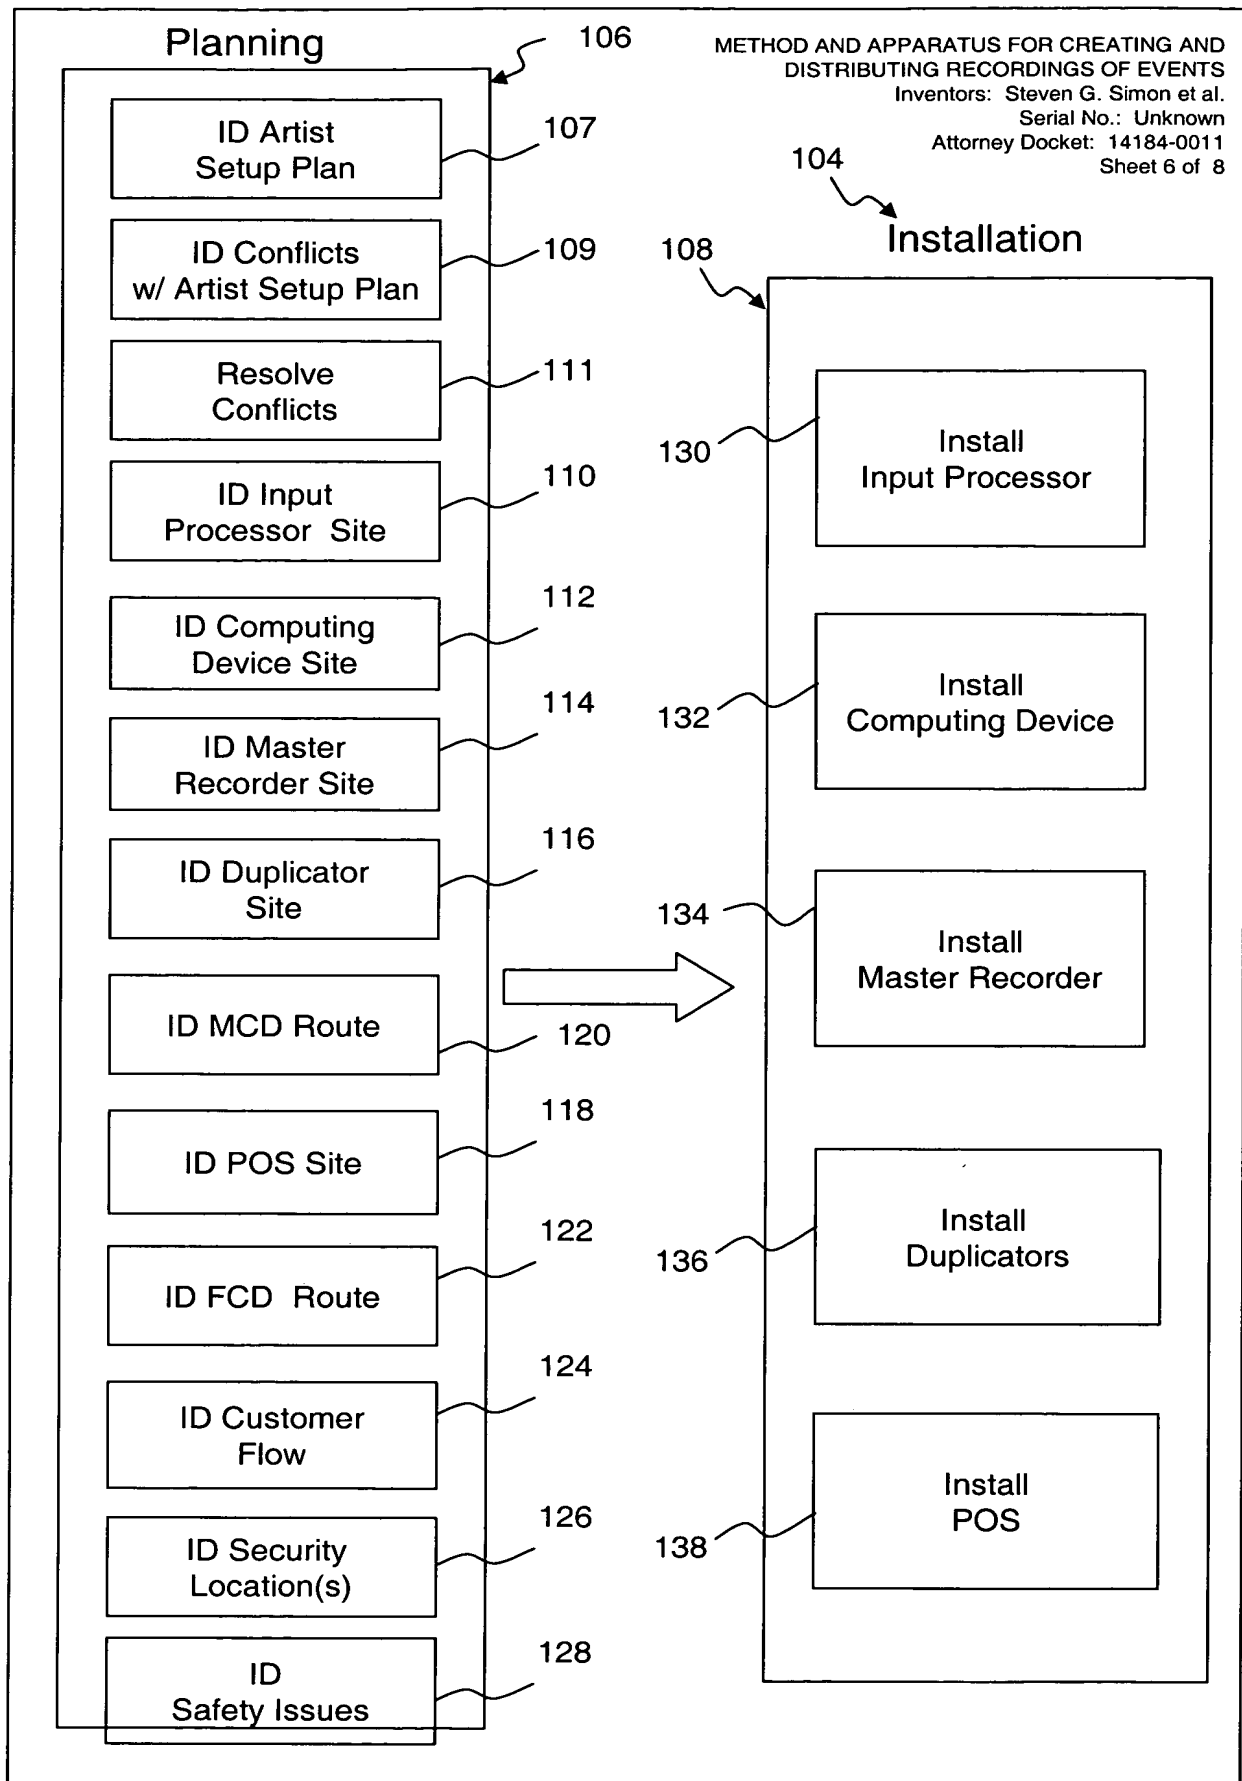 Planning
106
METHOD AND APPARATUS FOR CREATING AND
DISTRIBUTING RECORDINGS OF EVENTS
Inventors: Steven G. Simon et al.
Serial No.: Unknown
Attorney Docket: 14184-0011
Sheet 6 of 8
ID Artist
Setup Plan
107
ID Conflicts
w/ Artist Setup Plan
109
Resolve
Conflicts
111
ID Input
Processor Site
110
ID Computing
Device Site
112
ID Master
Recorder Site
114
ID Duplicator
Site
116
ID MCD Route
120
ID POS Site
118
ID FCD Route
122
ID Customer
Flow
124
ID Security
Location(s)
126
ID
Safety Issues
128
104
Installation
108
Install
Input Processor
130
Install
Computing Device
132
Install
Master Recorder
134
Install
Duplicators
136
Install
POS
138